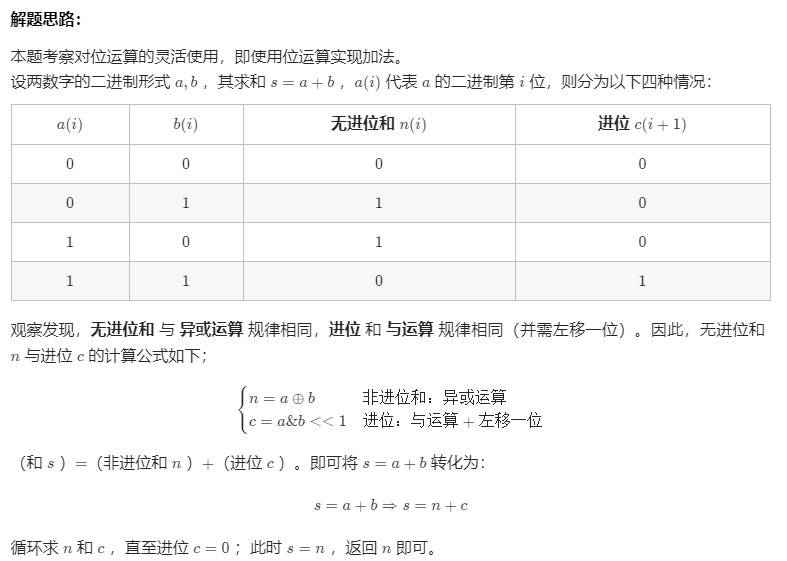 解题思路：
本题考察对位运算的灵活使用，即使用位运算实现加法。
设两数字的二进制形式 a, b ，其求和 s = a + b ，a(i) 代表 a 的二进制第 i 位，则分为以下四种情况：
a(i) b(i) 无进位和 n(i) 进位 c(i + 1)
0 0 0 0
0 1 1 0
1 0 1 0
1 1 0 1
观察发现，无进位和 与 异或运算 规律相同，进位 和 与运算 规律相同（并需左移一位）。因此，无进位和
n 与进位 c 的计算公式如下；
n = a ⊕ b 非进位和：异或运算
c = a&b << 1 进位：与运算 + 左移一位
（和 s ）=（非进位和 n ）+（进位 c ）。即可将 s = a + b 转化为：
s = a + b ⇒ s = n + c
循环求 n 和 c ，直至进位 c = 0 ；此时 s = n ，返回 n 即可。